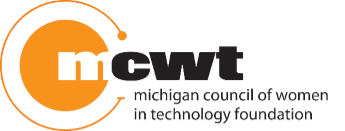 mcwt
michigan council of women
in technology foundation